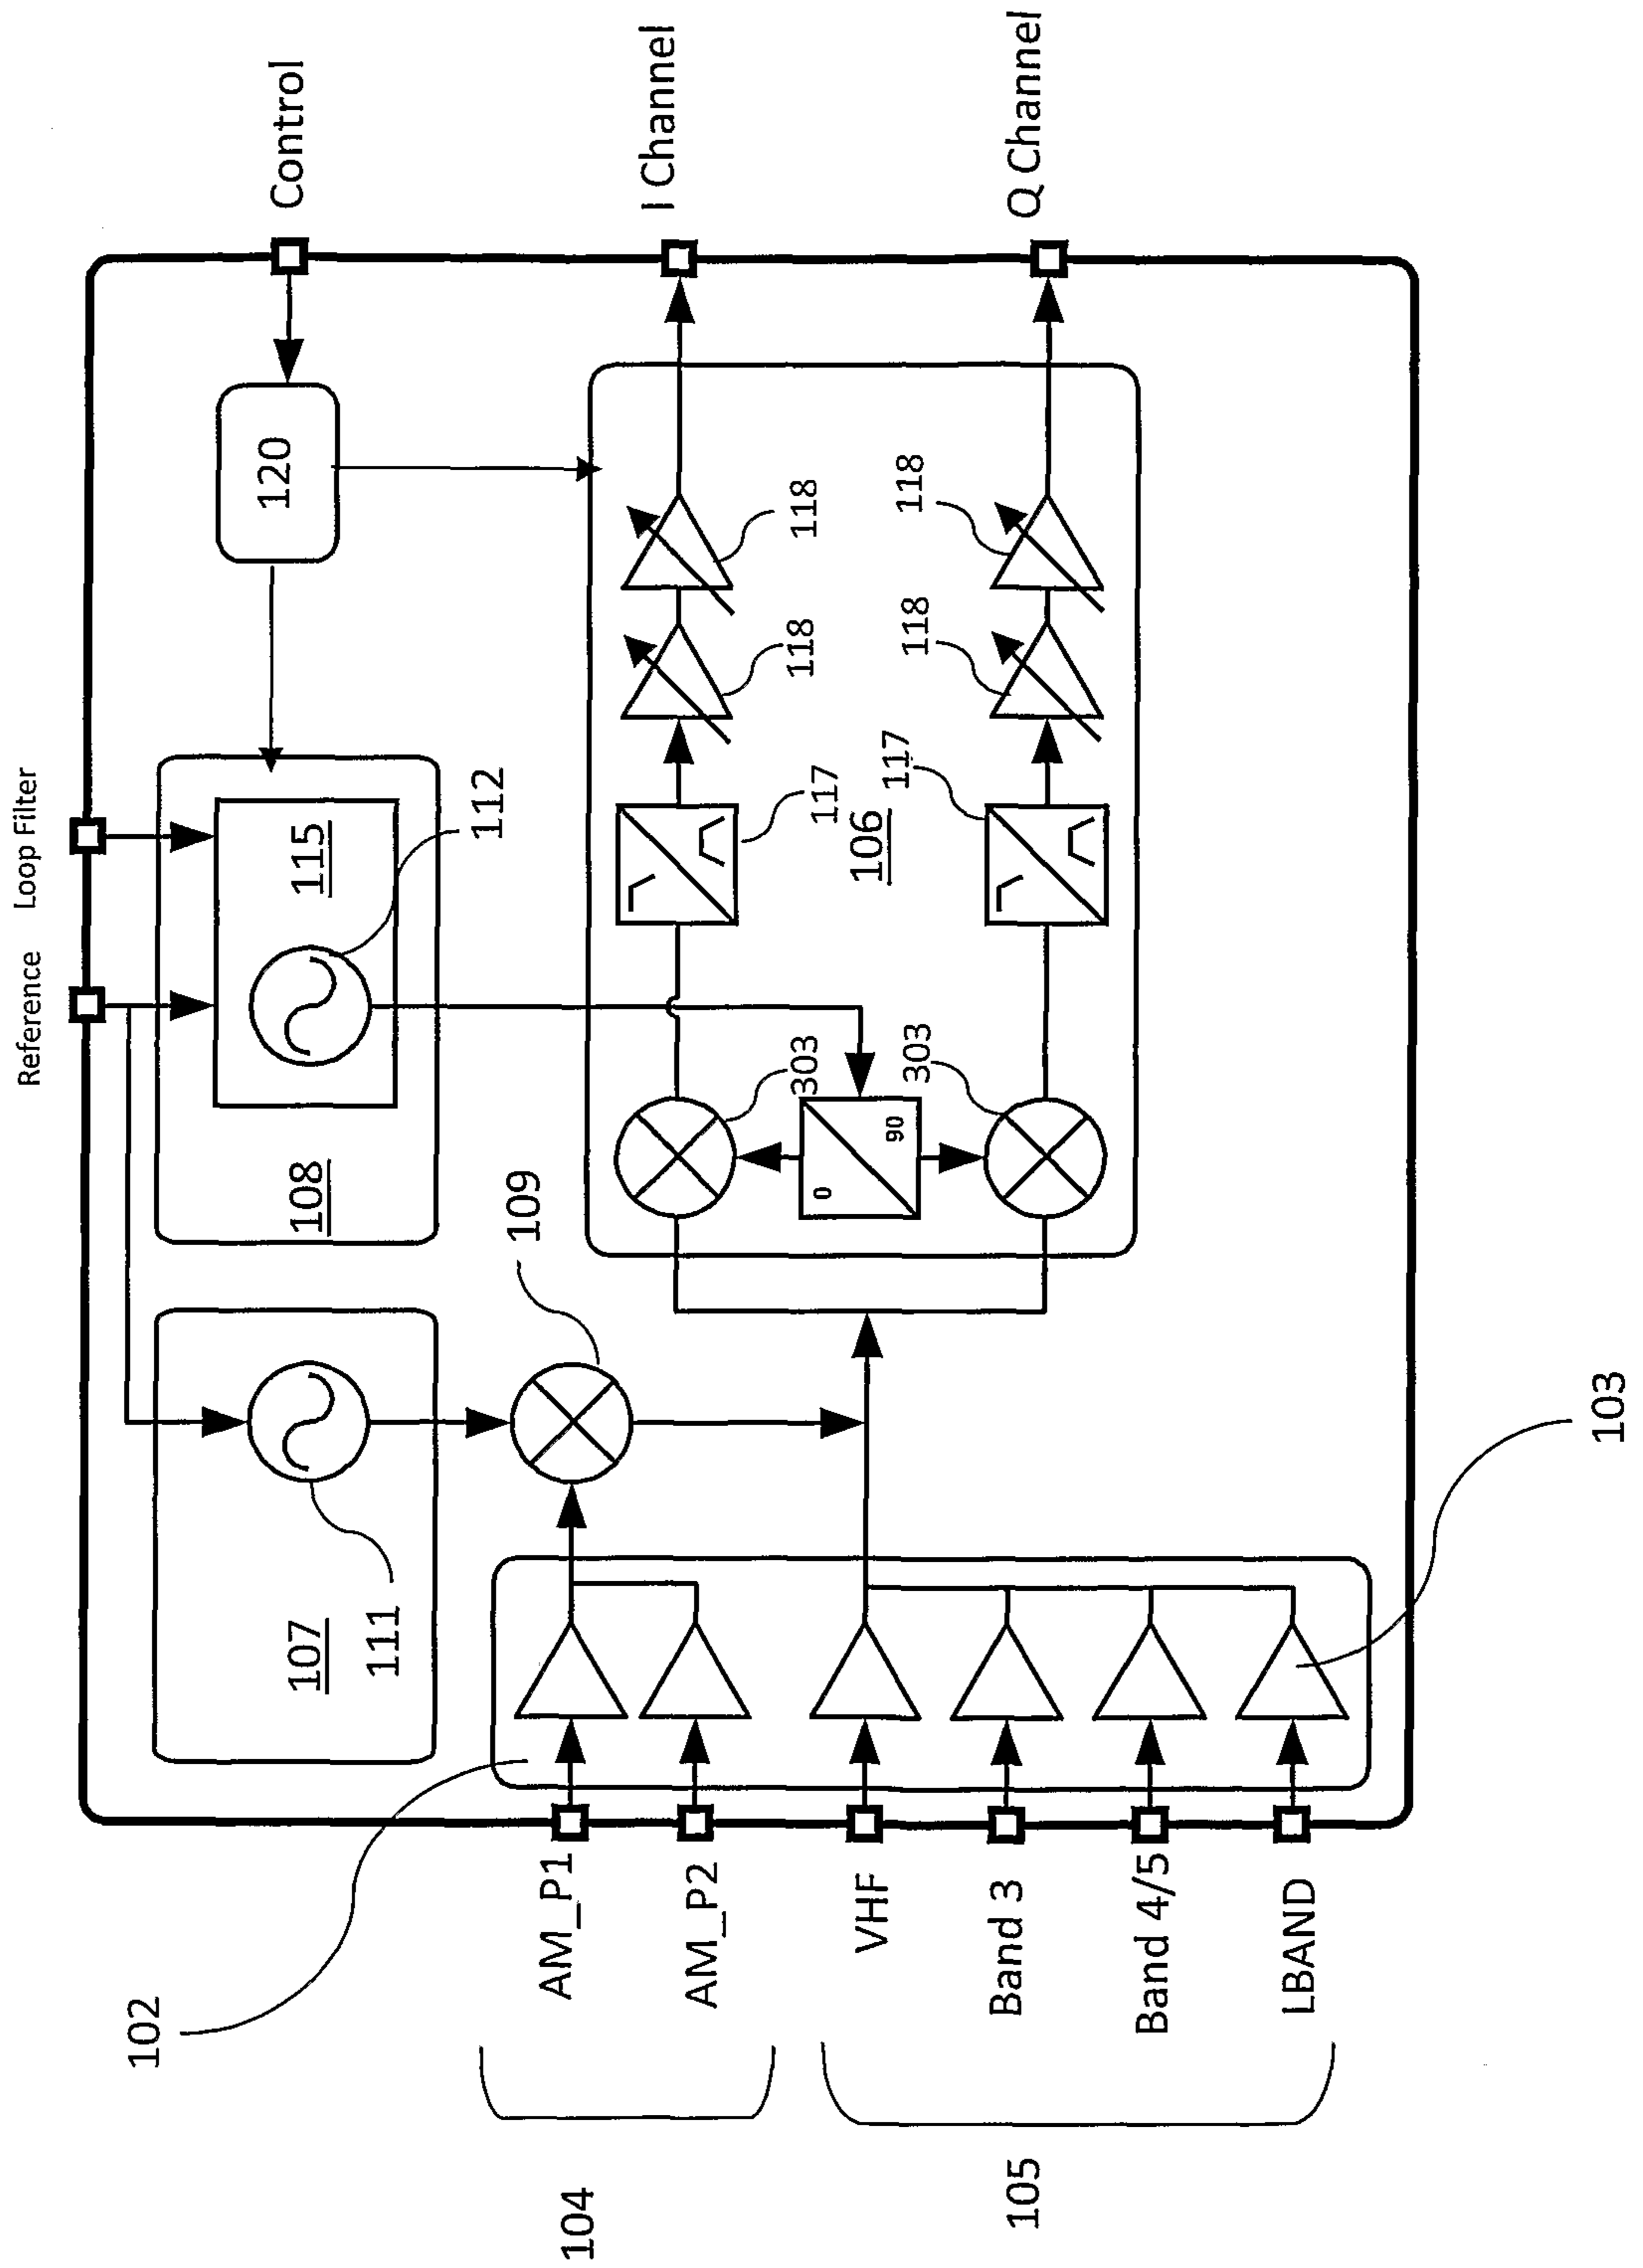 Reference
Loop Filter
102
107
108
115
120
Control
111
112
109
104
AM_P1
I Channel
AM_P2
303
117
118
118
0
90
106
VHF
303
117
118
118
105
Band 3
Q Channel
Band 4/5
LBAND
103